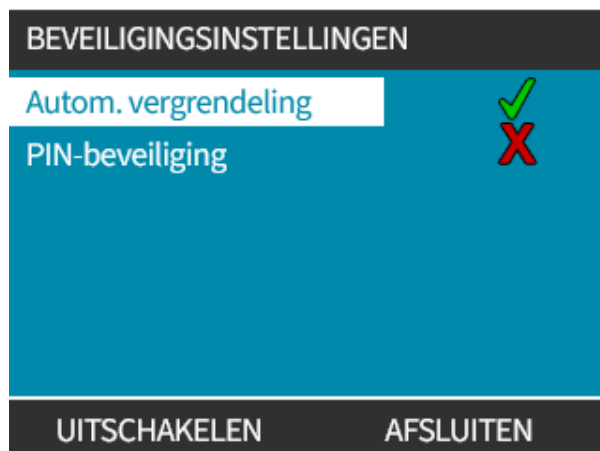 BEVEILIGINGSINSTELLINGEN
Autom. vergrendeling
PIN-beveiliging
UITSCHAKELEN AFSLUITEN